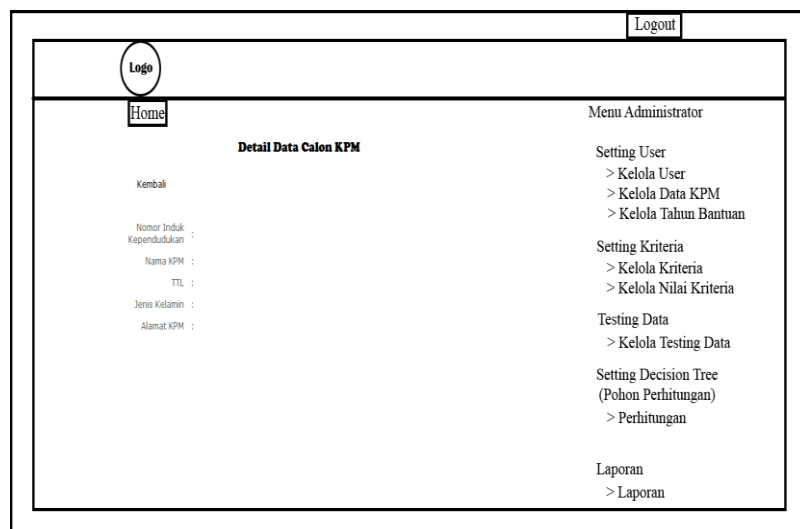 Logout
Logo
Home
Detail Data Calon KPM
Kembali
Nomor Induk
Kependudukan :
Nama KPM :
TTL :
Jenis Kelamin :
Alamat KPM :
Menu Administrator
Setting User
> Kelola User
> Kelola Data KPM
> Kelola Tahun Bantuan
Setting Kriteria
> Kelola Kriteria
> Kelola Nilai Kriteria
Testing Data
> Kelola Testing Data
Setting Decision Tree
(Pohon Perhitungan)
> Perhitungan
Laporan
> Laporan